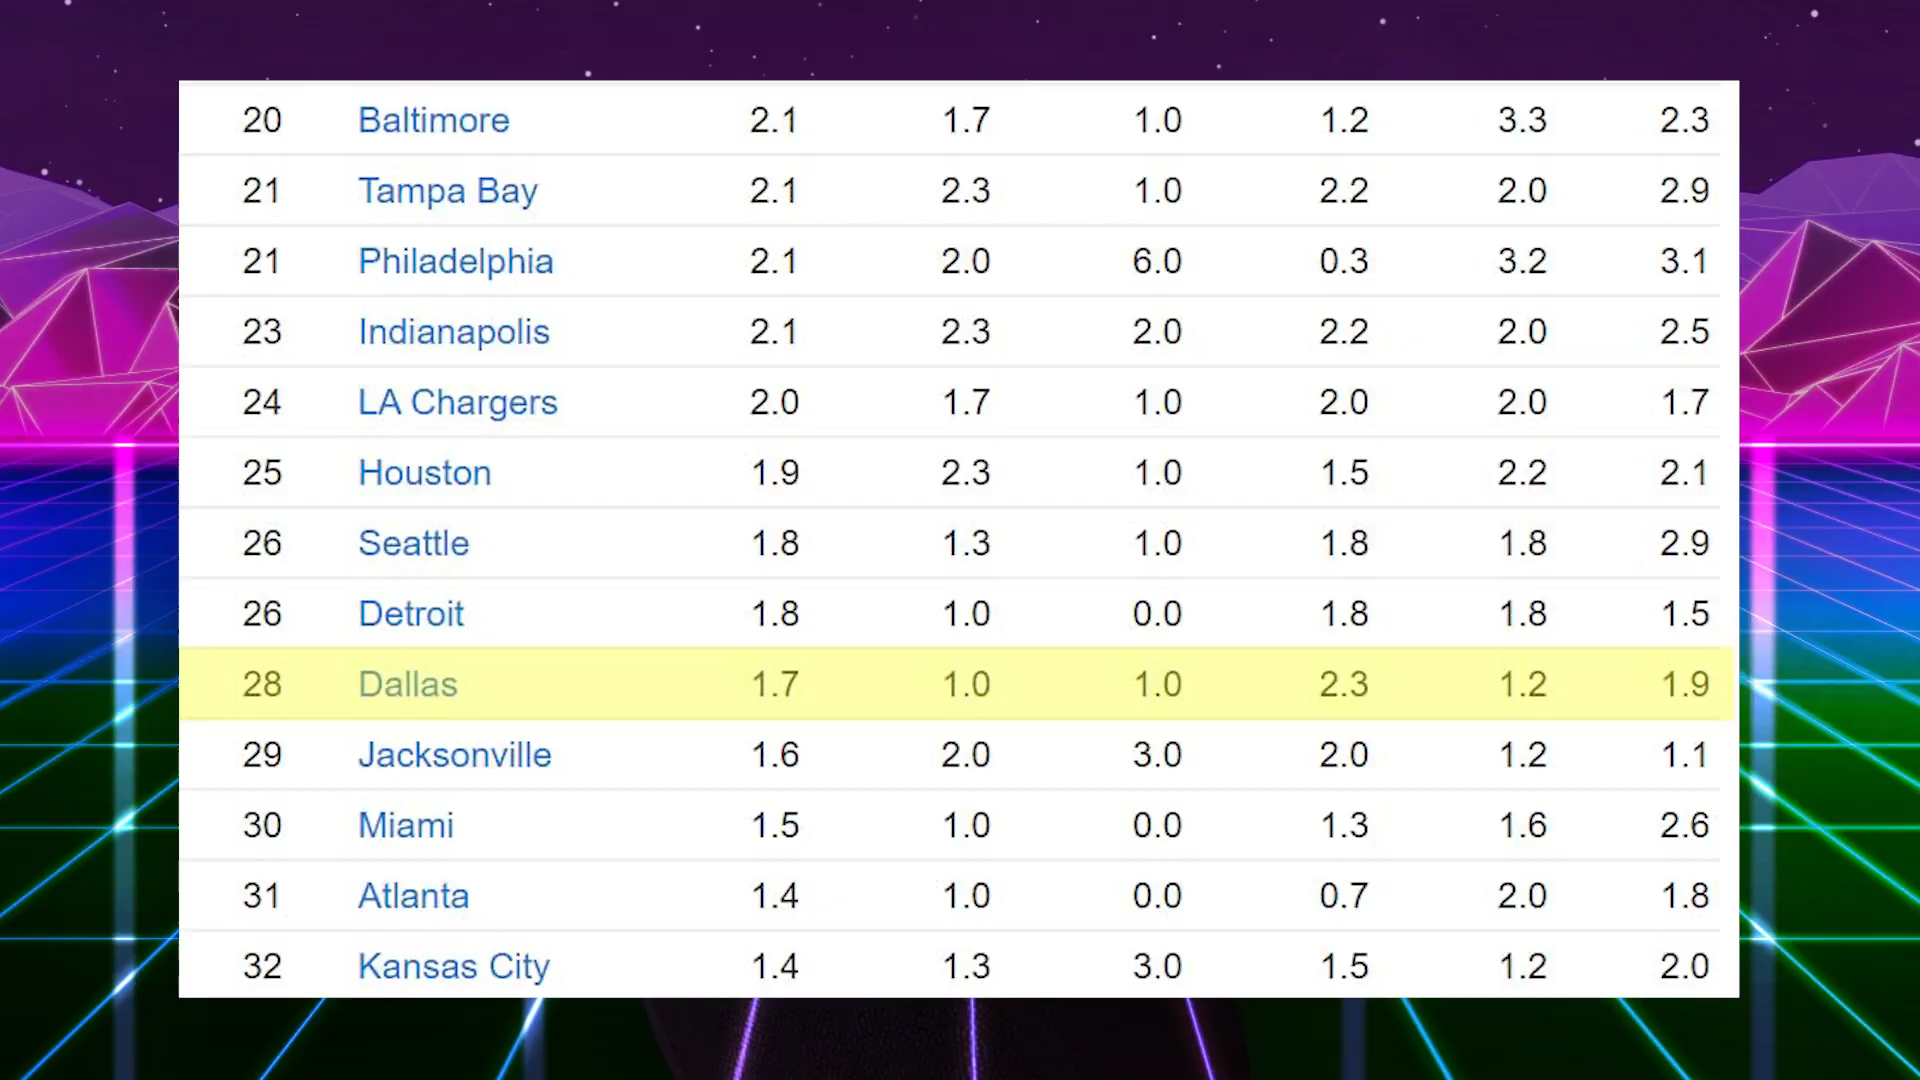 20 Baltimore 2.1 1.7 1.0 1.2 3.3 2.3
21 Tampa Bay 2.1 2.3 1.0 2.2 2.0 2.9
21 Philadelphia 2.1 2.0 6.0 0.3 3.2 3.1
23 Indianapolis 2.1 2.3 2.0 2.2 2.0 2.5
24 LA Chargers 2.0 1.7 1.0 2.0 2.0 1.7
25 Houston 1.9 2.3 1.0 1.5 2.2 2.1
26 Seattle 1.8 1.3 1.0 1.8 1.8 2.9
26 Detroit 1.8 1.0 0.0 1.8 1.8 1.5
28 Dallas 1.7 1.0 1.0 2.3 1.2 1.9
29 Jacksonville 1.6 2.0 3.0 2.0 1.2 1.1
30 Miami 1.5 1.0 0.0 1.3 1.6 2.6
31 Atlanta 1.4 1.0 0.0 0.7 2.0 1.8
32 Kansas City 1.4 1.3 3.0 1.5 1.2 2.0